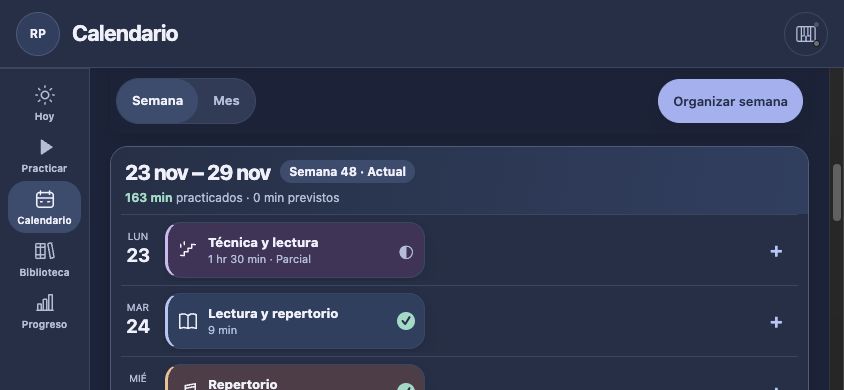 RP
Calendario
Hoy
Practicar
Calendario
Biblioteca
Progreso
Semana
Mes
Organizar semana
23 nov – 29 nov
Semana 48 · Actual
163 min practicados · 0 min previstos
LUN
23
Técnica y lectura
1 hr 30 min · Parcial
+
MAR
24
Lectura y repertorio
9 min
+
MIÉ
Repertorio